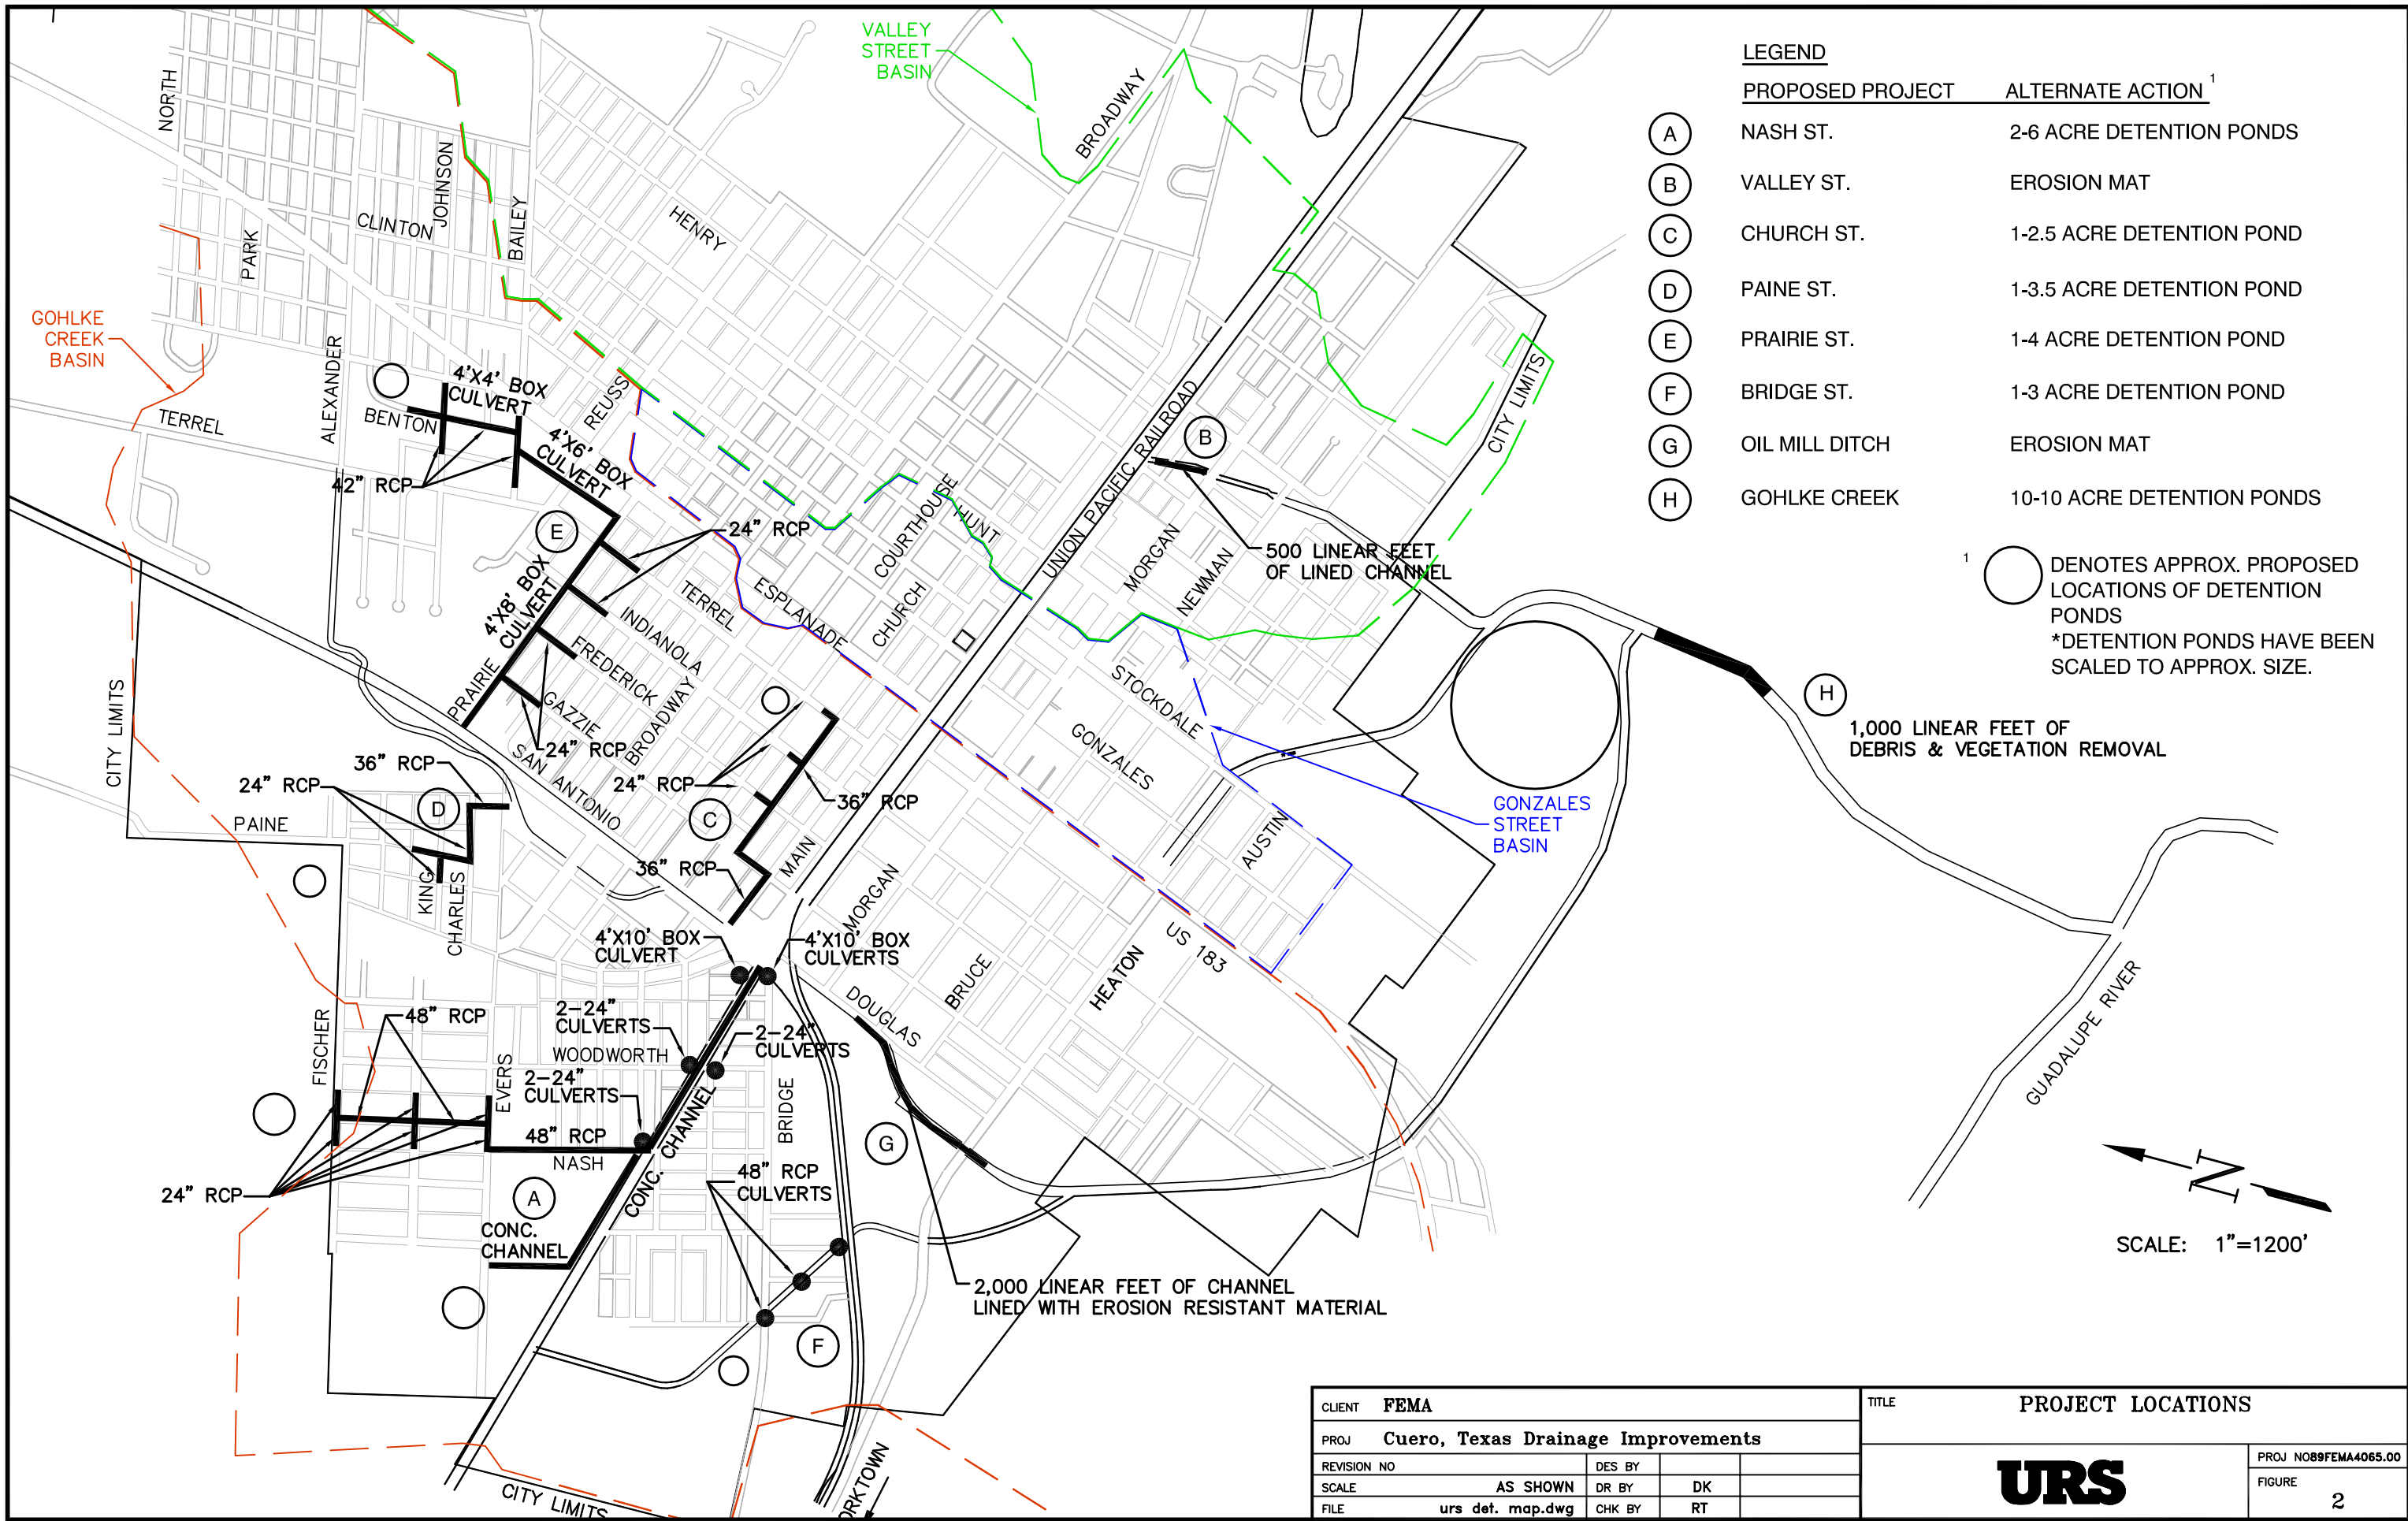 VALLEY
STREET
BASIN
BROADWAY
NORTH
JOHNSON
CLINTON
BAILEY
PARK
HENRY
GOHLKE
CREEK
BASIN
ALEXANDER
TERREL
BENTON
4'X4' BOX
CULVERT
REUSS
4'X6' BOX
CULVERT
42" RCP
E
24" RCP
4'X8' BOX
CULVERT
PRAIRIE
TERREL
INDIANOLA
FREDERICK
GAZZIE
BROADWAY
SAN ANTONIO
24" RCP
ESPLANADE
CHURCH
COURTHOUSE
HUNT
UNION PACIFIC RAILROAD
B
500 LINEAR FEET
OF LINED CHANNEL
MORGAN
NEWMAN
CITY LIMITS
STOCKDALE
GONZALES
GONZALES
STREET
BASIN
AUSTIN
US 183
HEATON
BRUCE
MORGAN
DOUGLAS
MAIN
24" RCP
36" RCP
C
36" RCP
CITY LIMITS
36" RCP
24" RCP
D
PAINE
KING
CHARLES
4'X10' BOX
CULVERT
4'X10' BOX
CULVERTS
2-24"
CULVERTS
WOODWORTH
2-24"
CULVERTS
2-24"
CULVERTS
48" RCP
FISCHER
EVERS
48" RCP
NASH
24" RCP
A
CONC.
CHANNEL
CONC. CHANNEL
BRIDGE
48" RCP
CULVERTS
G
F
2,000 LINEAR FEET OF CHANNEL
LINED WITH EROSION RESISTANT MATERIAL
CITY LIMITS
ORKTOWN
H
1,000 LINEAR FEET OF
DEBRIS & VEGETATION REMOVAL
GUADALUPE RIVER
N
SCALE: 1"=1200'
LEGEND
PROPOSED PROJECT ALTERNATE ACTION 1
A NASH ST. 2-6 ACRE DETENTION PONDS
B VALLEY ST. EROSION MAT
C CHURCH ST. 1-2.5 ACRE DETENTION POND
D PAINE ST. 1-3.5 ACRE DETENTION POND
E PRAIRIE ST. 1-4 ACRE DETENTION POND
F BRIDGE ST. 1-3 ACRE DETENTION POND
G OIL MILL DITCH EROSION MAT
H GOHLKE CREEK 10-10 ACRE DETENTION PONDS
1 DENOTES APPROX. PROPOSED
LOCATIONS OF DETENTION
PONDS
*DETENTION PONDS HAVE BEEN
SCALED TO APPROX. SIZE.
CLIENT FEMA
PROJ Cuero, Texas Drainage Improvements
REVISION NO DES BY
SCALE AS SHOWN DR BY DK
FILE urs det. map.dwg CHK BY RT
TITLE PROJECT LOCATIONS
URS
PROJ NO89FEMA4065.00
FIGURE
2